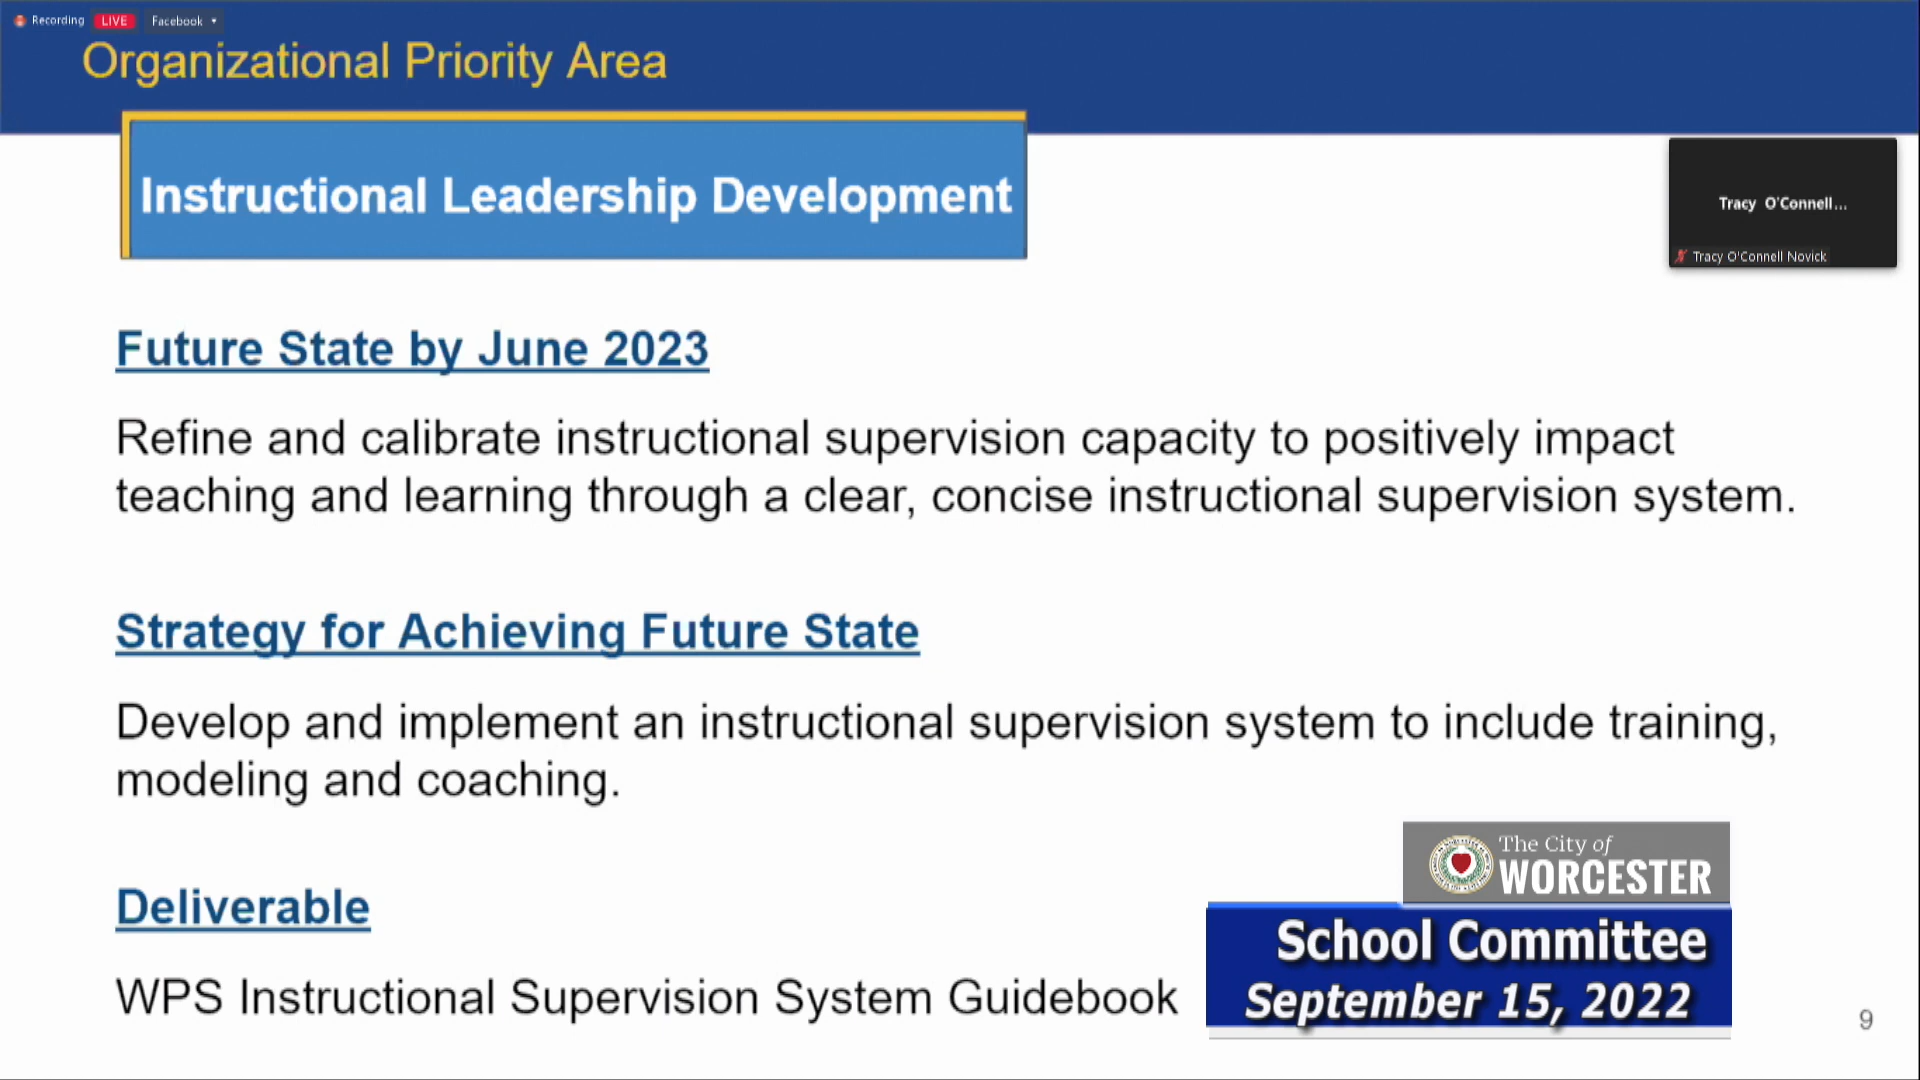 Recording LIVE Facebook
Organizational Priority Area
Instructional Leadership Development
Tracy O'Connell...
Tracy O'Connell Novick
Future State by June 2023
Refine and calibrate instructional supervision capacity to positively impact
teaching and learning through a clear, concise instructional supervision system.
Strategy for Achieving Future State
Develop and implement an instructional supervision system to include training,
modeling and coaching.
Deliverable
WPS Instructional Supervision System Guidebook
The City of
WORCESTER
School Committee
September 15, 2022
9